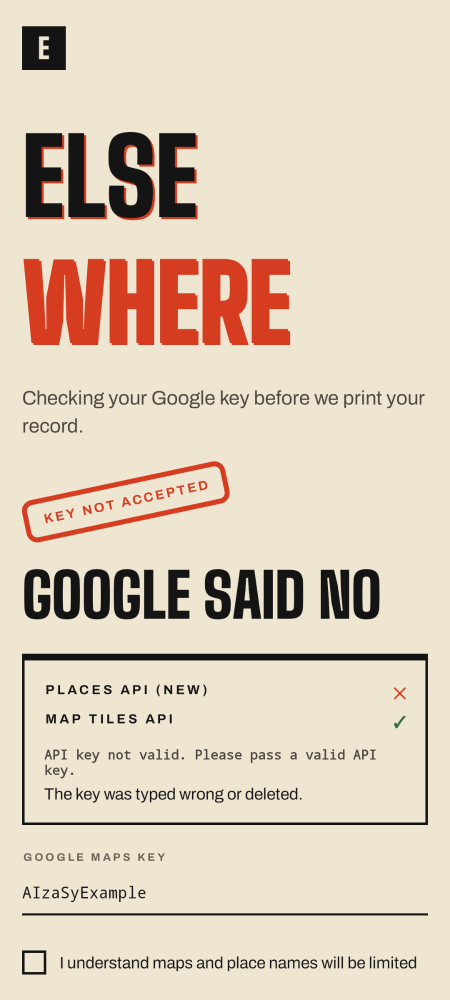 E
ELSE
WHERE
Checking your Google key before we print your
record.
KEY NOT ACCEPTED
GOOGLE SAID NO
PLACES API (NEW) ×
MAP TILES API ✓
API key not valid. Please pass a valid API
key.
The key was typed wrong or deleted.
GOOGLE MAPS KEY
AIzaSyExample
I understand maps and place names will be limited